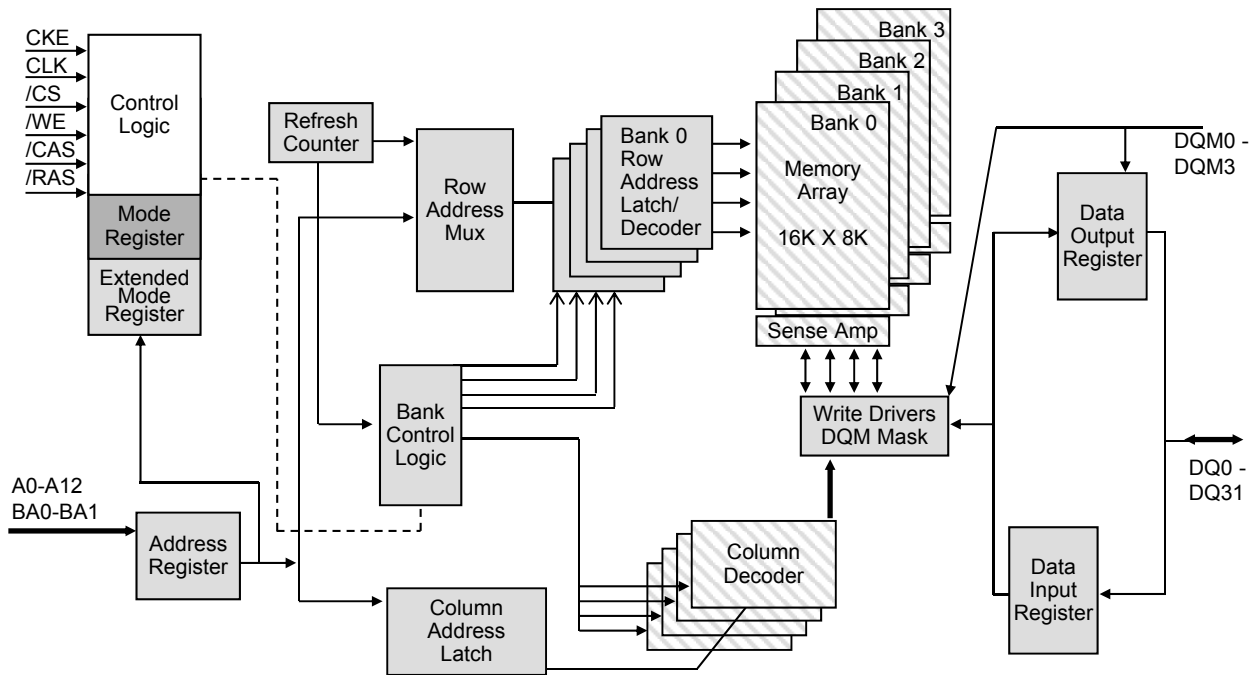 CKE
CLK
/CS
/WE
/CAS
/RAS
Control
Logic
Mode
Register
Extended
Mode
Register
Refresh
Counter
Row
Address
Mux
Bank 0
Row
Address
Latch/
Decoder
Bank 3
Bank 2
Bank 1
Bank 0
Memory
Array
16K X 8K
Sense Amp
DQM0 -
DQM3
Data
Output
Register
Bank
Control
Logic
Write Drivers
DQM Mask
DQ0 -
DQ31
A0-A12
BA0-BA1
Address
Register
Column
Address
Latch
Column
Decoder
Data
Input
Register